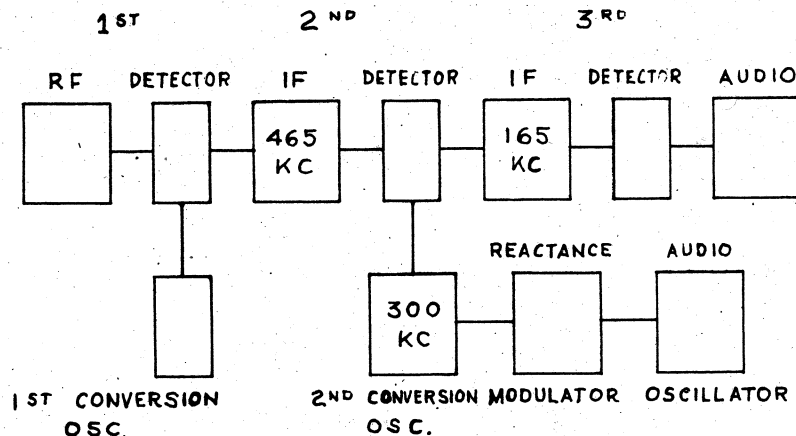 1ST 2ND 3RD
RF DETECTOR IF DETECTOR IF DETECTOR AUDIO
465 165
KC KC
REACTANCE AUDIO
300
KC
1ST CONVERSION 2ND CONVERSION MODULATOR OSCILLATOR
OSC. OSC.